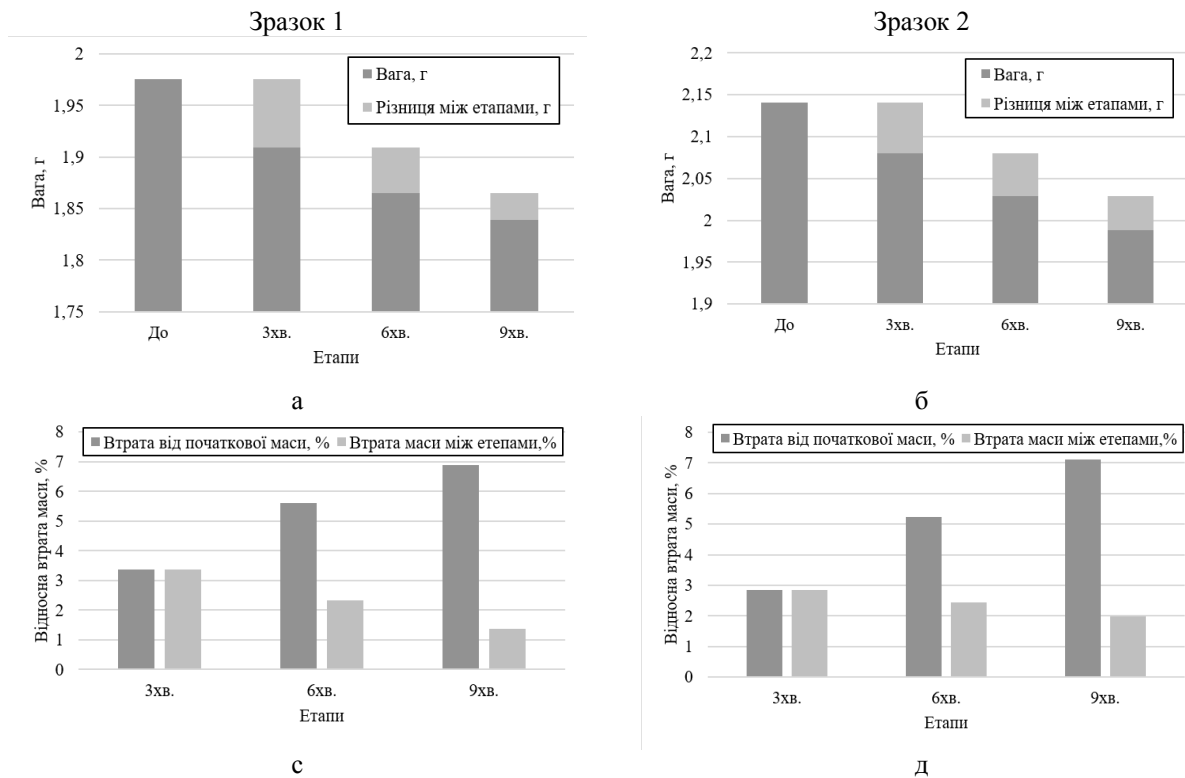 Зразок 1
2
1,95
1,9
1,85
1,8
1,75
Вага, г
Вага, г
Різниця між етапами, г
До
3хв.
6хв.
9хв.
Етапи
а
Зразок 2
2,2
2,15
2,1
2,05
2
1,95
1,9
Вага, г
Вага, г
Різниця між етапами, г
До
3хв.
6хв.
9хв.
Етапи
б
8
7
6
5
4
3
2
1
0
Відносна втрата маси, %
Втрата від початкової маси, %
Втрата маси між етепами,%
3хв.
6хв.
9хв.
Етапи
с
8
7
6
5
4
3
2
1
0
Відносна втрата маси, %
Втрата від початкової маси, %
Втрата маси між етепами,%
3хв.
6хв.
9хв.
Етапи
д